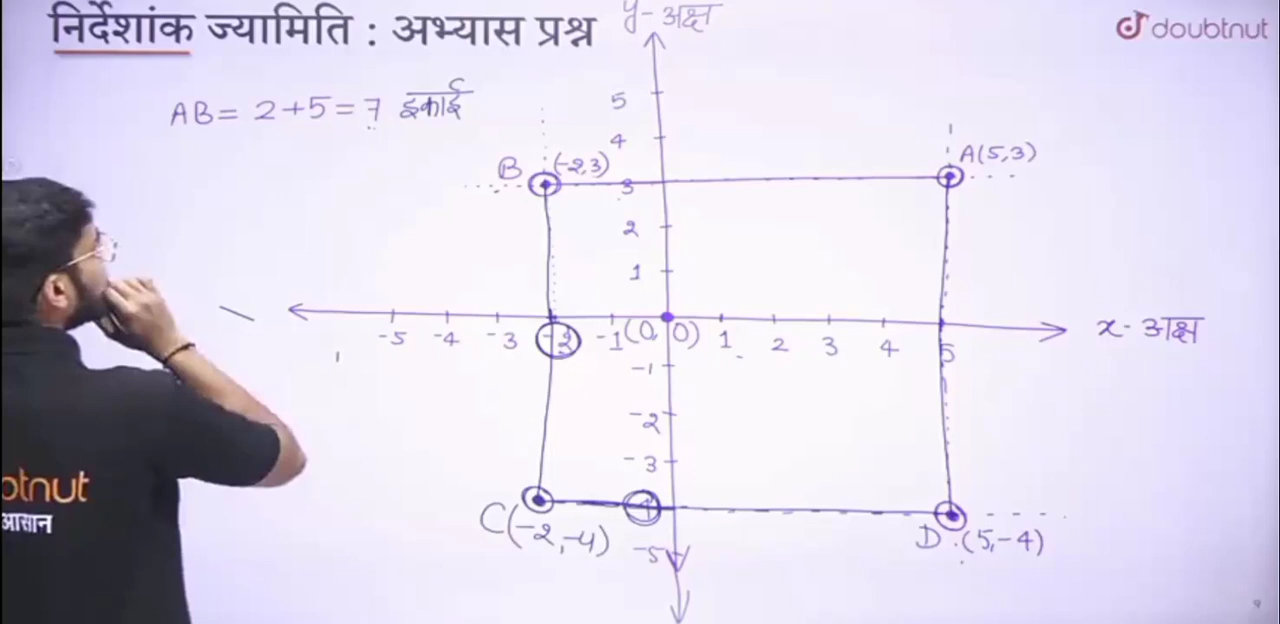 निर्देशांक ज्यामिति : अभ्यास प्रश्न
y-अक्ष
doubtnut
AB = 2+5 = 7 इकाई
5
4
B (-2,3)
A(5,3)
3
2
1
-5 -4 -3 -2 -1 (0,0) 1 2 3 4 5
x-अक्ष
-1
-2
-3
-4
C(-2,-4)
D (5,-4)
-5
btnut
आसान